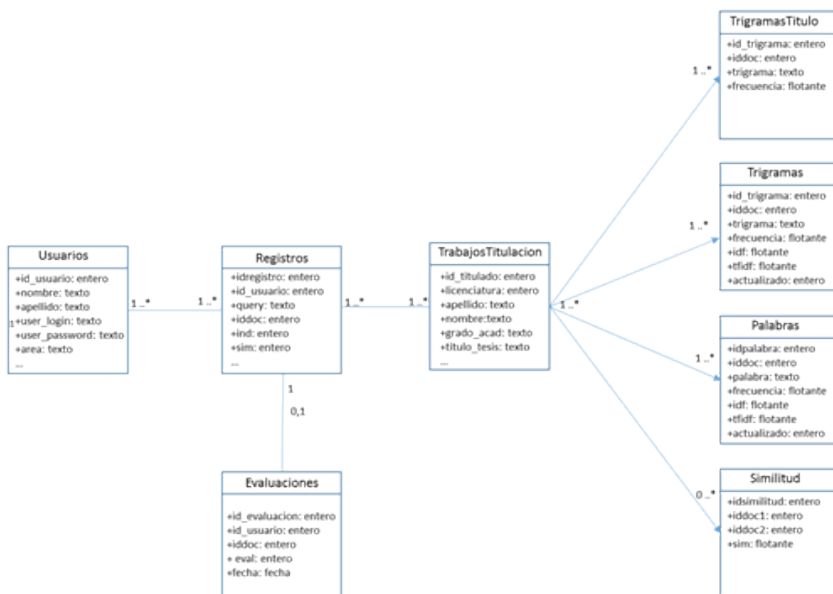 Usuarios
+id_usuario: entero
+nombre: texto
+apellido: texto
1+user_login: texto
+user_password: texto
+area: texto
...
1..*
1..*
Registros
+idregistro: entero
+id_usuario: entero
+query: texto
+iddoc: entero
+ind: entero
+sim: entero
...
1..*
1..*
1
0,1
Evaluaciones
+id_evaluacion: entero
+id_usuario: entero
+iddoc: entero
+ eval: entero
+fecha: fecha
TrabajosTitulacion
+id_titulado: entero
+licenciatura: entero
+apellido: texto
+nombre:texto
+grado_acad: texto
+titulo_tesis: texto
...
1..*
1..*
TrigramasTitulo
+id_trigrama: entero
+iddoc: entero
+trigrama: texto
+frecuencia: flotante
1..*
Trigramas
+id_trigrama: entero
+iddoc: entero
+trigrama: texto
+frecuencia: flotante
+idf: flotante
+tfidf: flotante
+actualizado: entero
1..*
Palabras
+idpalabra: entero
+iddoc: entero
+palabra: texto
+frecuencia: flotante
+idf: flotante
+tfidf: flotante
+actualizado: entero
0..*
Similitud
+idsimilitud: entero
+iddoc1: entero
+iddoc2: entero
+sim: flotante